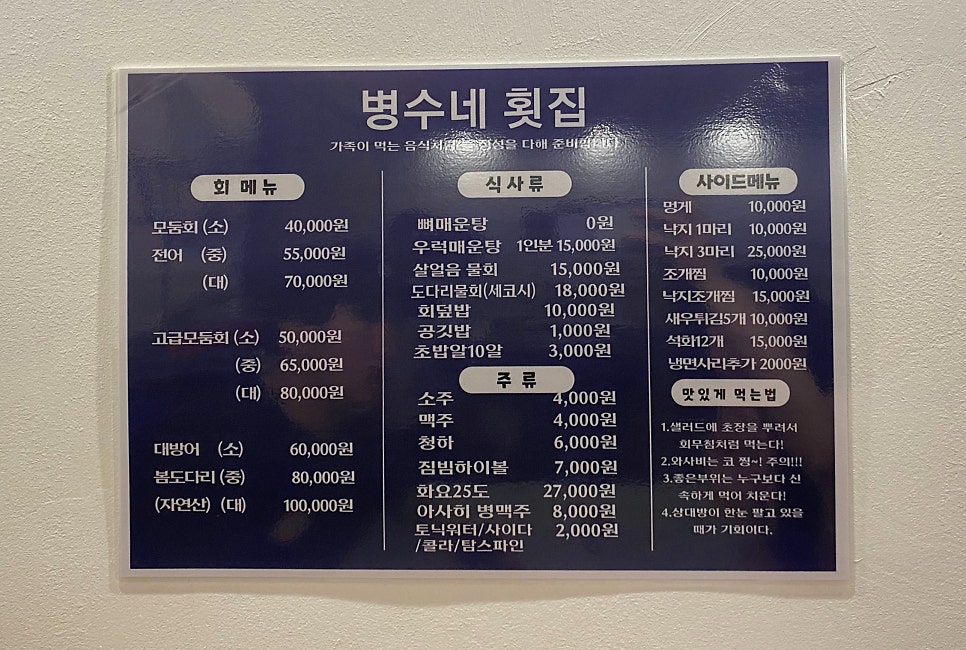 병수네 횟집
가족이 먹는 음식처럼 정성을 다해 준비합니다
회 메뉴
모둠회 (소) 40,000원
전어 (중) 55,000원
(대) 70,000원
고급모둠회 (소) 50,000원
(중) 65,000원
(대) 80,000원
대방어 (소) 60,000원
봄도다리 (중) 80,000원
(자연산) (대) 100,000원
식사류
뼈매운탕 0원
우럭매운탕 1인분 15,000원
살얼음 물회 15,000원
도다리물회(세코시) 18,000원
회덮밥 10,000원
공깃밥 1,000원
초밥알10알 3,000원
주 류
소주 4,000원
맥주 4,000원
청하 6,000원
짐빔하이볼 7,000원
화요25도 27,000원
아사히 병맥주 8,000원
토닉워터/사이다 2,000원
/콜라/탐스파인
사이드메뉴
멍게 10,000원
낙지 1마리 10,000원
낙지 3마리 25,000원
조개찜 10,000원
낙지조개찜 15,000원
새우튀김5개 10,000원
석화12개 15,000원
냉면사리추가 2000원
맛있게 먹는법
1.샐러드에 초장을 뿌려서
회무침처럼 먹는다!
2.와사비는 코 찡~! 주의!!!
3.좋은부위는 누구보다 신
속하게 먹어 치운다!
4.상대방이 한눈 팔고 있을
때가 기회이다.